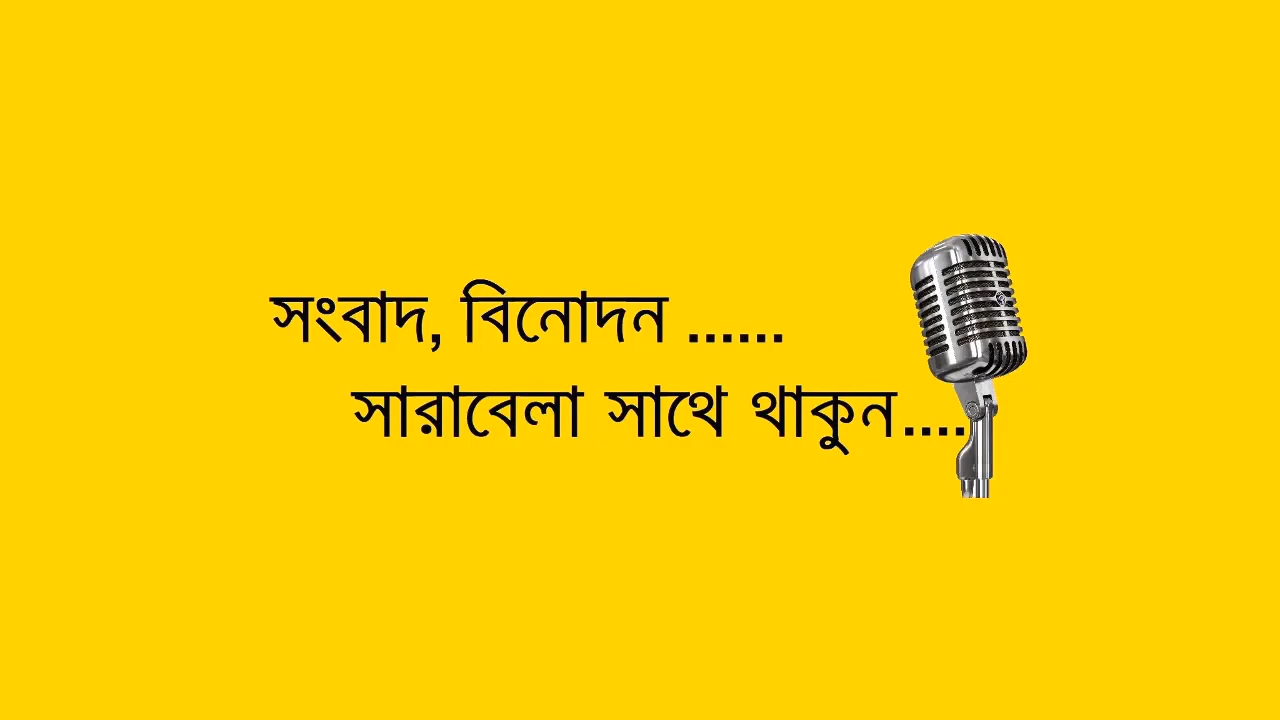 সংবাদ, বিনোদন ......
সারাবেলা সাথে থাকুন....